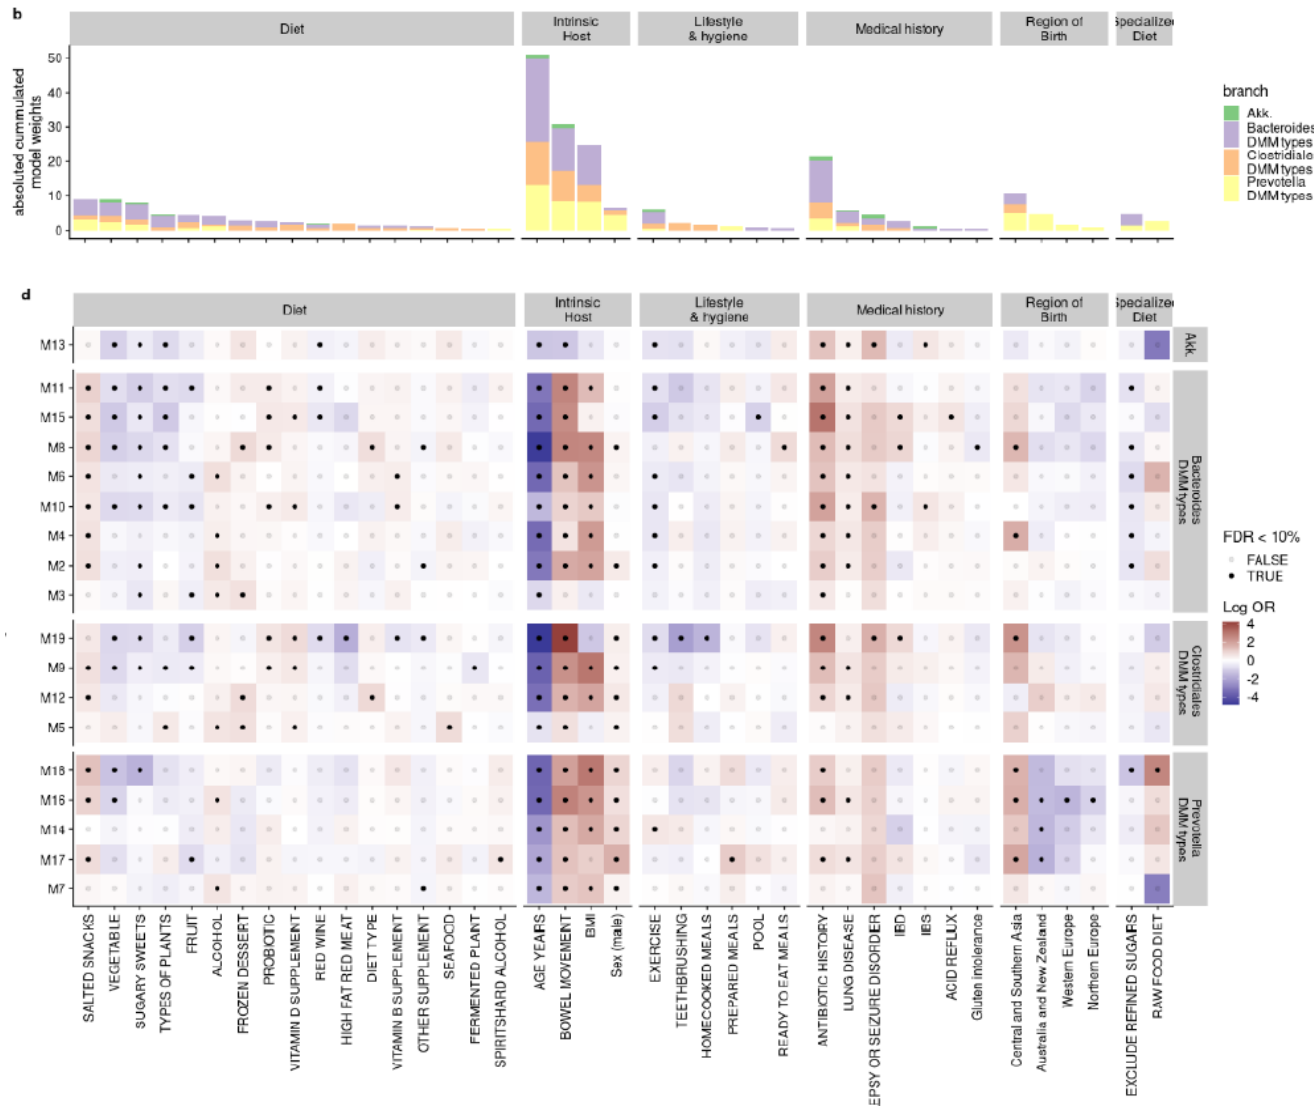 b
Diet
Intrinsic
Host
Lifestyle
& hygiene
Medical history
Region of
Birth
Specialized
Diet
absoluted cummulated
model weights
50
40
30
20
10
0
branch
Akk.
Bacteroides
DMM types
Clostridiales
DMM types
Prevotella
DMM types
d
Diet
Intrinsic
Host
Lifestyle
& hygiene
Medical history
Region of
Birth
Specialized
Diet
M13
M11
M15
M8
M6
M10
M4
M2
M3
M19
M9
M12
M5
M18
M16
M14
M17
M7
Akk.
Bacteroides
DMM types
Clostridiales
DMM types
Prevotella
DMM types
FDR < 10%
FALSE
TRUE
Log OR
4
2
0
-2
-4
SALTED SNACKS
VEGETABLE
SUGARY SWEETS
TYPES OF PLANTS
FRUIT
ALCOHOL
FROZEN DESSERT
PROBIOTIC
VITAMIN D SUPPLEMENT
RED WINE
HIGH FAT RED MEAT
DIET TYPE
VITAMIN B SUPPLEMENT
OTHER SUPPLEMENT
SEAFOOD
FERMENTED PLANT
SPIRITSHARD ALCOHOL
AGE YEARS
BOWEL MOVEMENT
BMI
Sex (male)
EXERCISE
TEETHBRUSHING
HOMECOOKED MEALS
PREPARED MEALS
POOL
READY TO EAT MEALS
ANTIBIOTIC HISTORY
LUNG DISEASE
EPSY OR SEIZURE DISORDER
IBD
IBS
ACID REFLUX
Gluten intolerance
Central and Southern Asia
Australia and New Zealand
Western Europe
Northern Europe
EXCLUDE REFINED SUGARS
RAW FOOD DIET